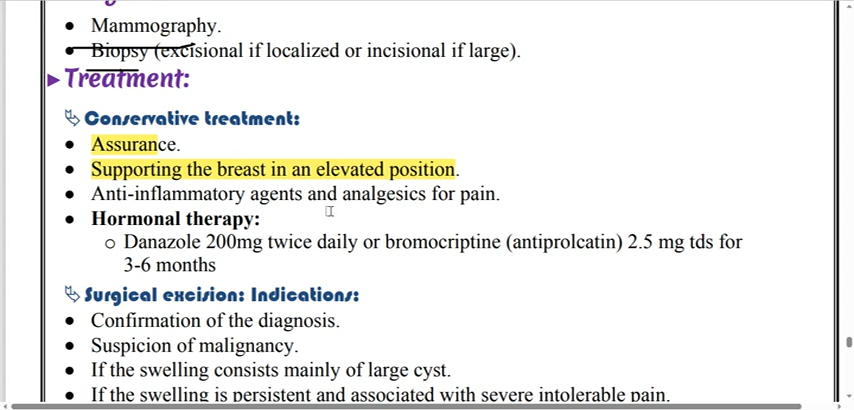 ● Mammography.
● Biopsy (excisional if localized or incisional if large).
►Treatment:
Conservative treatment:
● Assurance.
● Supporting the breast in an elevated position.
● Anti-inflammatory agents and analgesics for pain.
● Hormonal therapy:
o Danazole 200mg twice daily or bromocriptine (antiprolcatin) 2.5 mg tds for
3-6 months
Surgical excision: Indications:
● Confirmation of the diagnosis.
● Suspicion of malignancy.
● If the swelling consists mainly of large cyst.
● If the swelling is persistent and associated with severe intolerable pain.